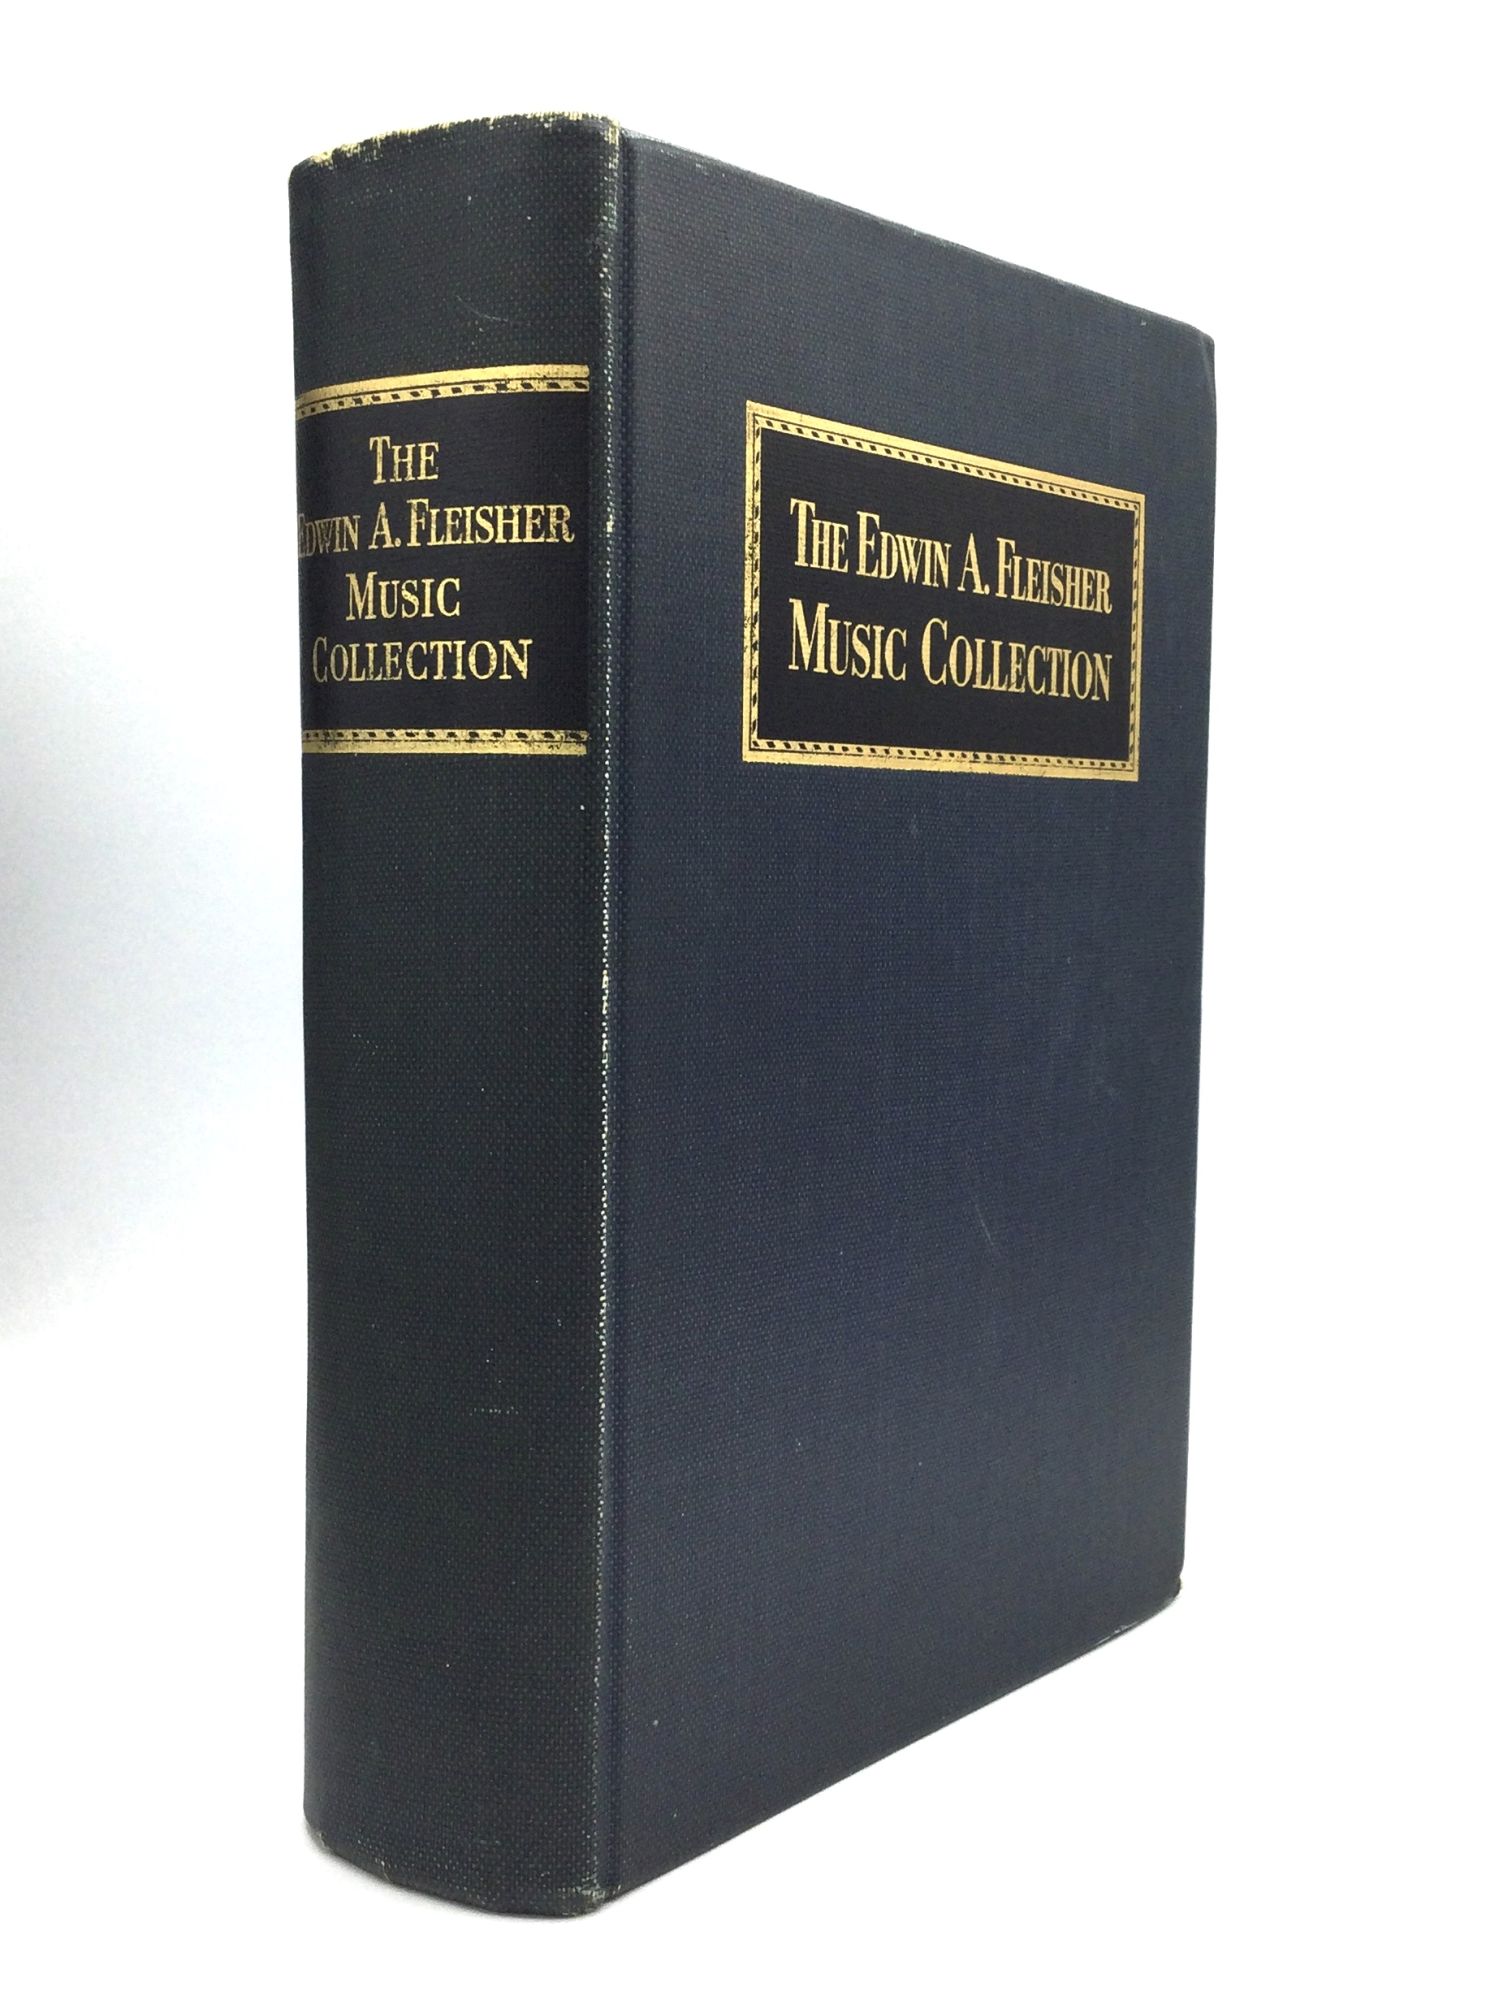 THE
EDWIN A. FLEISHER
MUSIC
COLLECTION
THE EDWIN A. FLEISHER
MUSIC COLLECTION